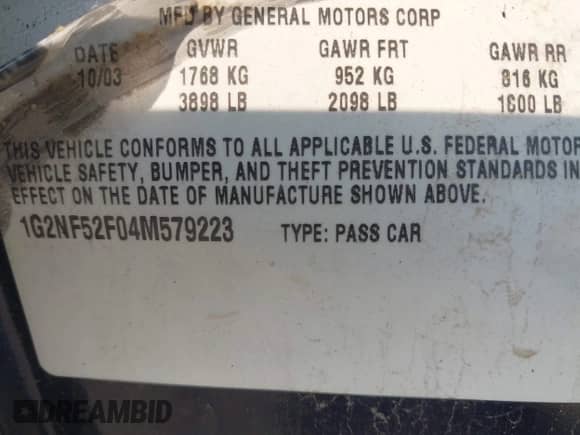 MFD BY GENERAL MOTORS CORP
DATE GVWR GAWR FRT GAWR RR
10/03 1768 KG 952 KG 816 KG
3898 LB 2098 LB 1800 LB
THIS VEHICLE CONFORMS TO ALL APPLICABLE U.S. FEDERAL MOTOR
VEHICLE SAFETY, BUMPER, AND THEFT PREVENTION STANDARDS IN
EFFECT ON THE DATE OF MANUFACTURE SHOWN ABOVE.
1G2NF52F04M579223 TYPE: PASS CAR
DREAMBID